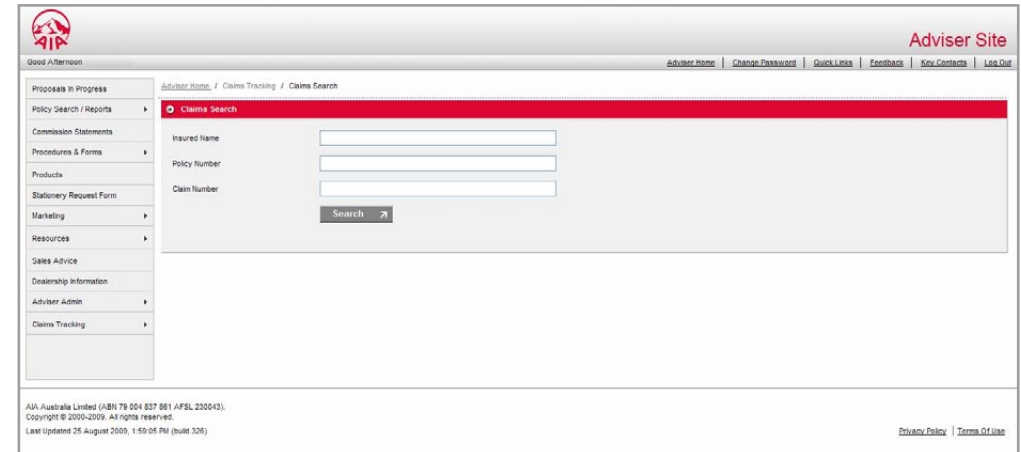 AIA
Adviser Site
Good Afternoon
Adviser Home | Change Password | Quick Links | Feedback | Key Contacts | Log Out
Proposals In Progress
Policy Search / Reports
Commission Statements
Procedures & Forms
Products
Stationery Request Form
Marketing
Resources
Sales Advice
Dealership Information
Adviser Admin
Claims Tracking
Adviser Home / Claims Tracking / Claims Search
Claims Search
Insured Name
Policy Number
Claim Number
Search
AIA Australia Limited (ABN 79 004 837 861 AFSL 230043).
Copyright © 2000-2009. All rights reserved.
Last Updated 25 August 2009, 1:59:05 PM (build.326)
Privacy Policy | Terms Of Use